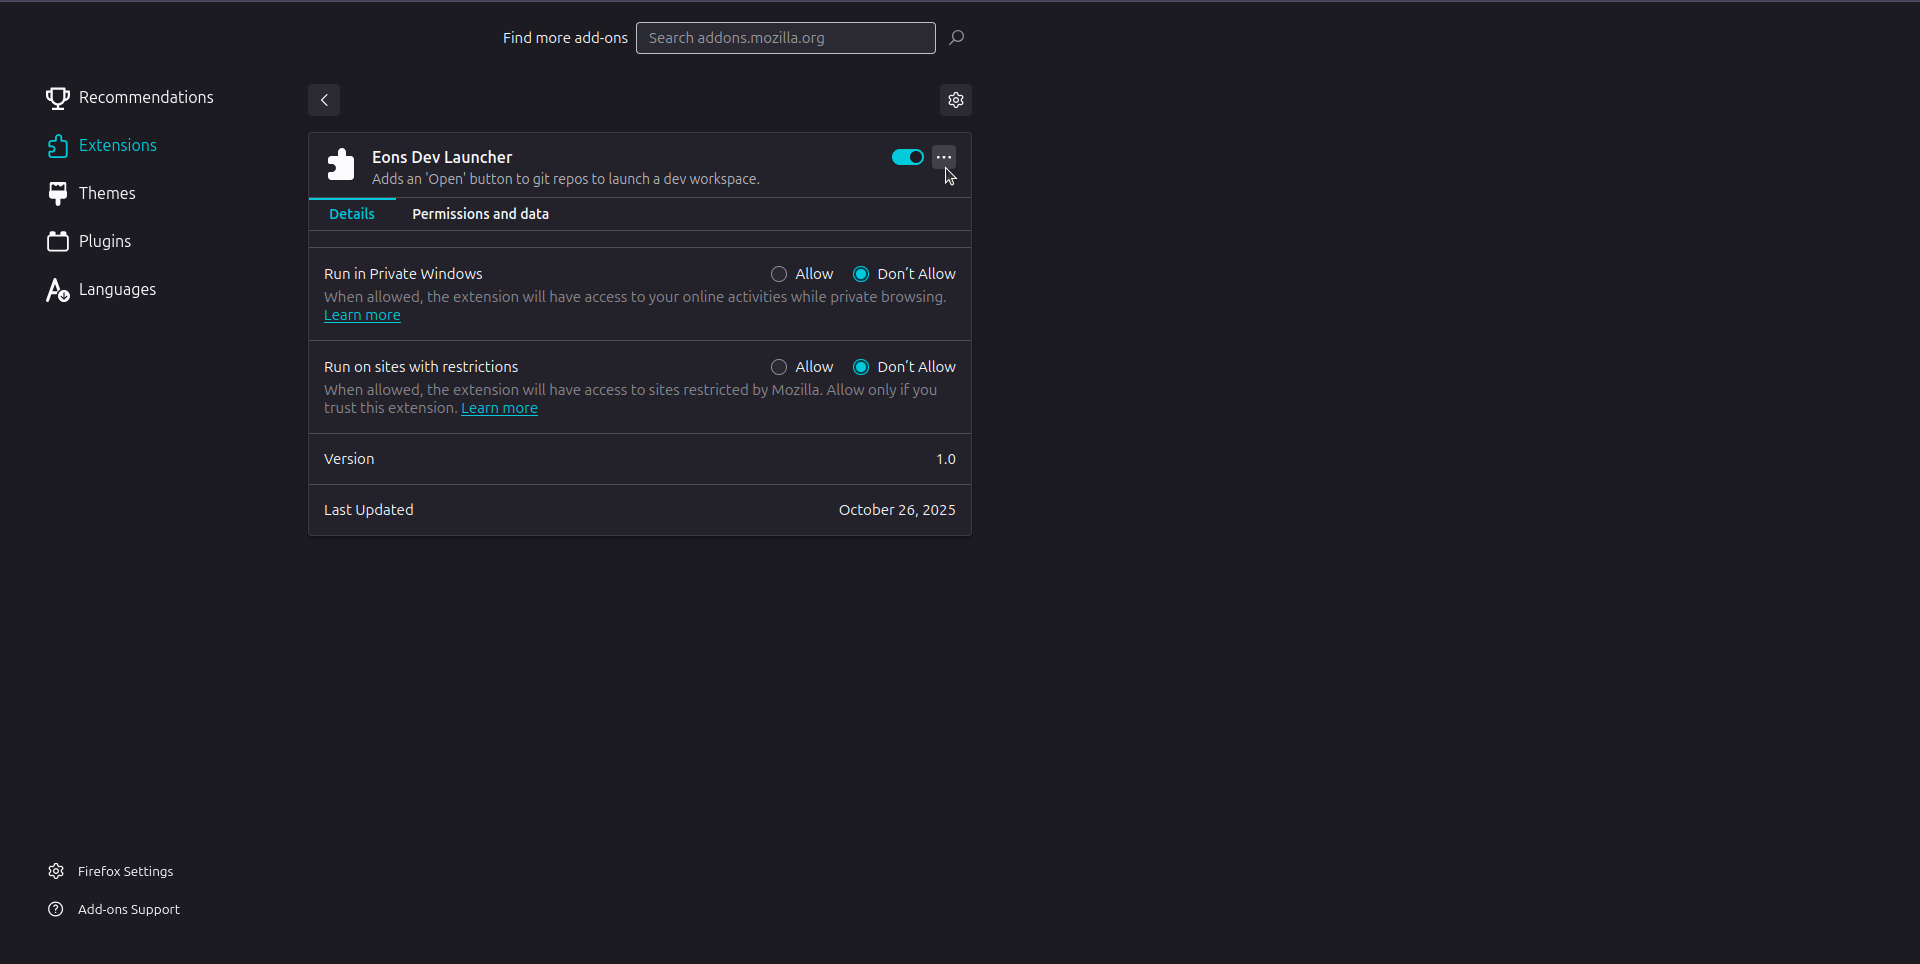 Find more add-ons Search addons.mozilla.org
Recommendations
Extensions
Themes
Plugins
Languages
Eons Dev Launcher
Adds an 'Open' button to git repos to launch a dev workspace.
Details Permissions and data
Run in Private Windows Allow Don’t Allow
When allowed, the extension will have access to your online activities while private browsing.
Learn more
Run on sites with restrictions Allow Don’t Allow
When allowed, the extension will have access to sites restricted by Mozilla. Allow only if you
trust this extension. Learn more
Version 1.0
Last Updated October 26, 2025
Firefox Settings
Add-ons Support